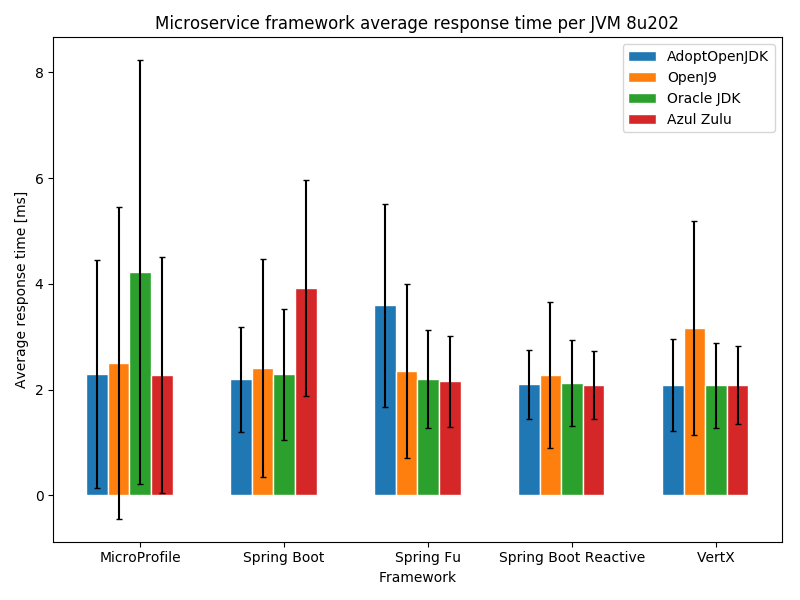 Microservice framework average response time per JVM 8u202
AdoptOpenJDK
OpenJ9
Oracle JDK
Azul Zulu
Average response time [ms]
8
6
4
2
0
MicroProfile
Spring Boot
Spring Fu
Spring Boot Reactive
VertX
Framework